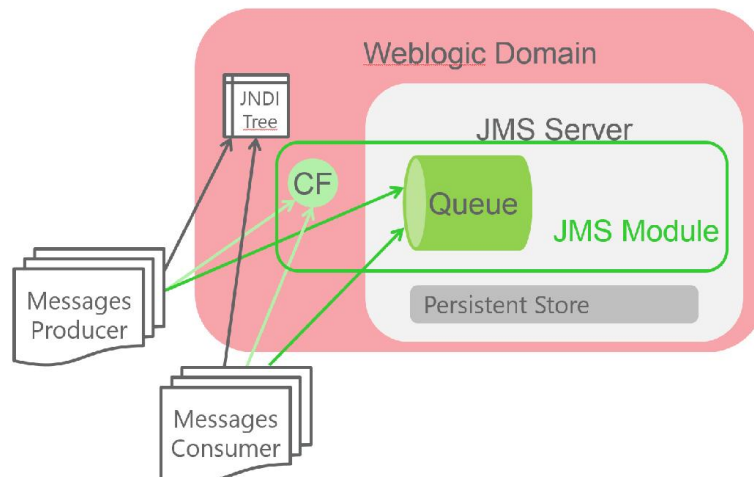 Weblogic Domain
JNDI
Tree
JMS Server
CF
Queue
JMS Module
Messages
Producer
Persistent Store
Messages
Consumer